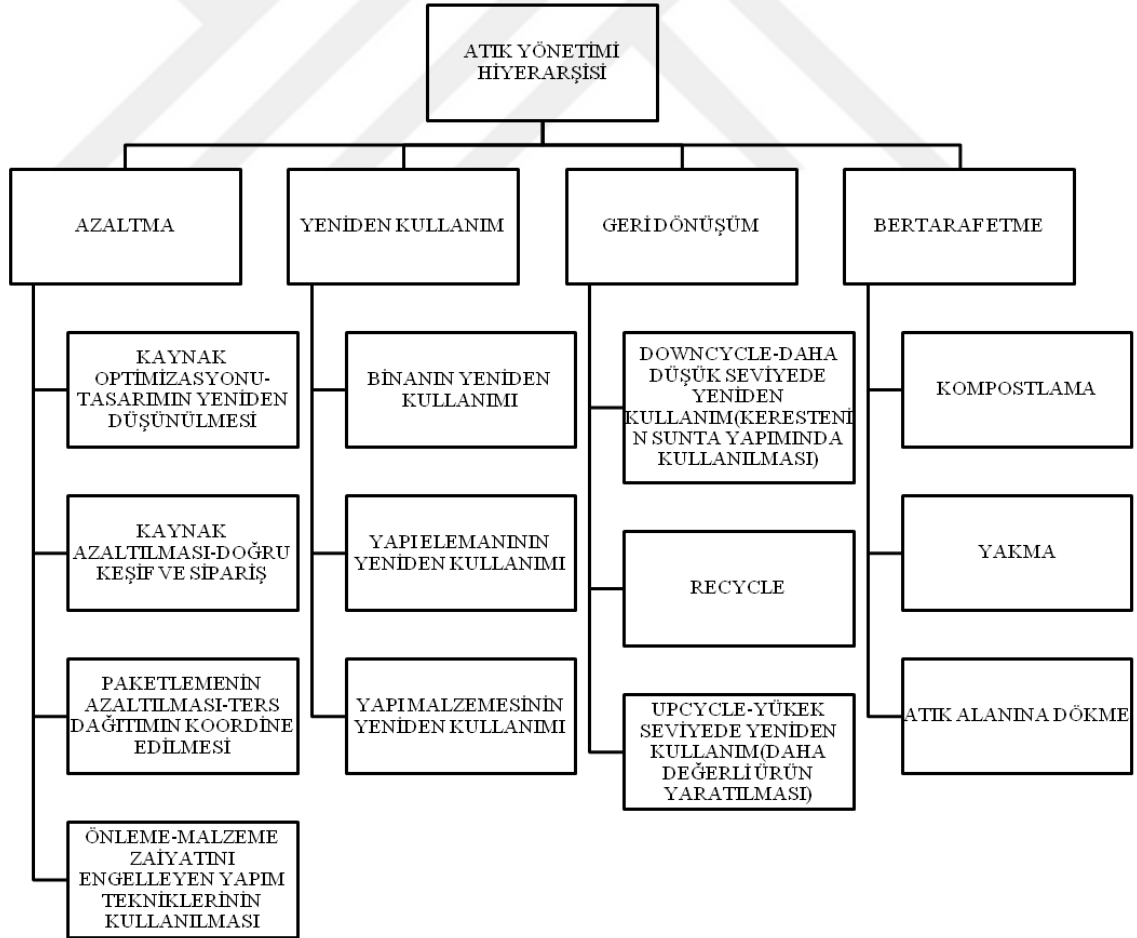 ATIK YÖNETİMİ
HİYERARŞİSİ
AZALTMA
YENİDEN KULLANIM
GERİ DÖNÜŞÜM
BERTARAF ETME
KAYNAK
OPTİMİZASYONU-
TASARIMIN YENİDEN
DÜŞÜNÜLMESİ
KAYNAK
AZALTILMASI-DOĞRU
KEŞİF VE SİPARİŞ
PAKETLEMENİN
AZALTILMASI-TERS
DAĞITIMIN KOORDİNE
EDİLMESİ
ÖNLEME-MALZEME
ZAİYATINI
ENGELLEYEN YAPIM
TEKNİKLERİNİN
KULLANILMASI
BİNANIN YENİDEN
KULLANIMI
YAPI ELEMANININ
YENİDEN KULLANIMI
YAPI MALZEMESİNİN
YENİDEN KULLANIMI
DOWNCYCLE-DAHA
DÜŞÜK SEVİYEDE
YENİDEN
KULLANIM(KERESTENİ
N SUNTA YAPIMINDA
KULLANILMASI)
RECYCLE
UPCYCLE-YÜKEK
SEVİYEDE YENİDEN
KULLANIM(DAHA
DEĞERLİ ÜRÜN
YARATILMASI)
KOMPOSTLAMA
YAKMA
ATIK ALANINA DÖKME